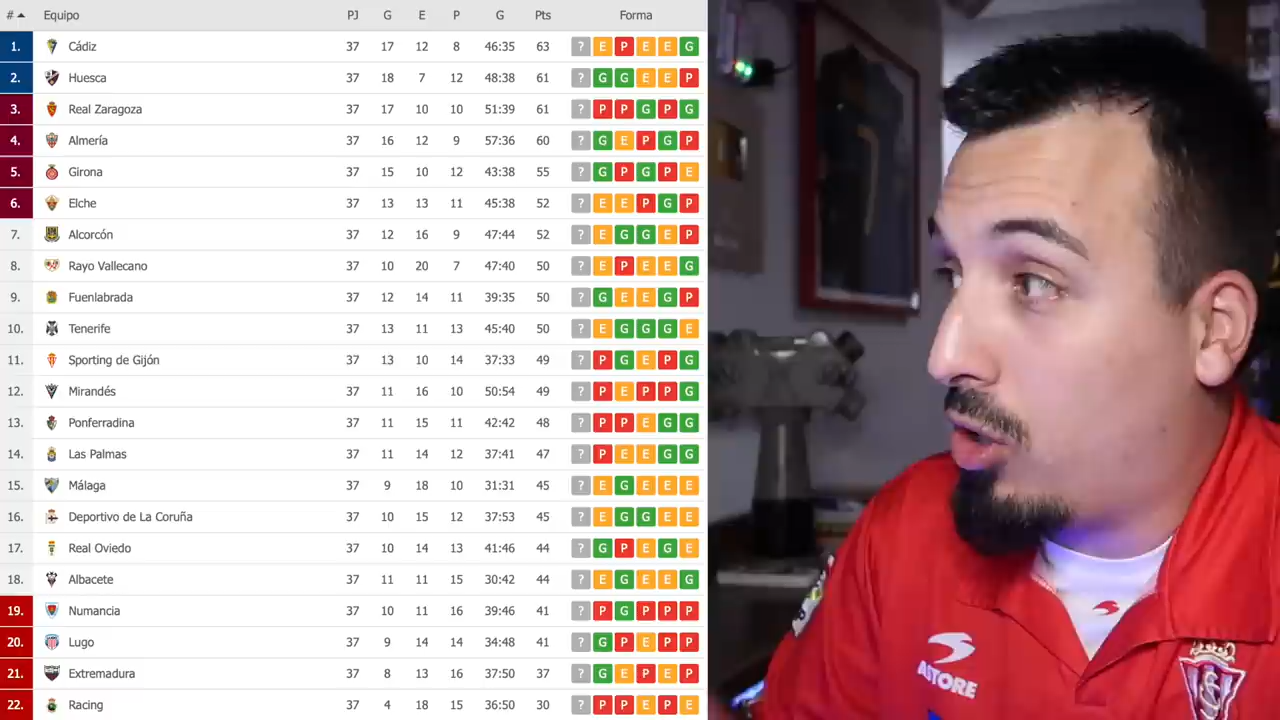 # Equipo PJ G E P G Pts Forma
1. Cádiz 37 17 12 8 46:35 63 ? E P E E G
2. Huesca 37 18 7 12 48:38 61 ? G G E E P
3. Real Zaragoza 37 17 10 10 51:39 61 ? P P G P G
4. Almería 37 16 12 9 57:36 60 ? G E P G P
5. Girona 37 15 10 12 43:38 55 ? G P G P E
6. Elche 37 13 13 11 45:38 52 ? E E P G P
7. Alcorcón 37 12 16 9 47:44 52 ? E G G E P
8. Rayo Vallecano 37 10 20 7 47:40 50 ? E P E E G
9. Fuenlabrada 37 12 14 11 39:35 50 ? G E E G P
10. Tenerife 37 13 11 13 45:40 50 ? E G G G E
11. Sporting de Gijón 37 13 10 14 37:33 49 ? P G E P G
12. Mirandés 37 11 16 10 50:54 49 ? P E P P G
13. Ponferradina 37 11 15 11 42:42 48 ? P P E G G
14. Las Palmas 37 11 14 12 37:41 47 ? P E E G G
15. Málaga 37 9 18 10 31:31 45 ? E G E E E
16. Deportivo de La Coruña 37 10 15 12 37:53 45 ? E G G E E
17. Real Oviedo 37 10 14 13 41:46 44 ? G P E G E
18. Albacete 37 11 11 15 30:42 44 ? E G E E G
19. Numancia 37 10 11 16 39:46 41 ? P G P P P
20. Lugo 37 9 14 14 34:48 41 ? G P E P P
21. Extremadura 37 8 13 16 39:54 37 ? G E P E P
22. Racing 37 4 18 15 36:50 30 ? P P E P E
ASTORE